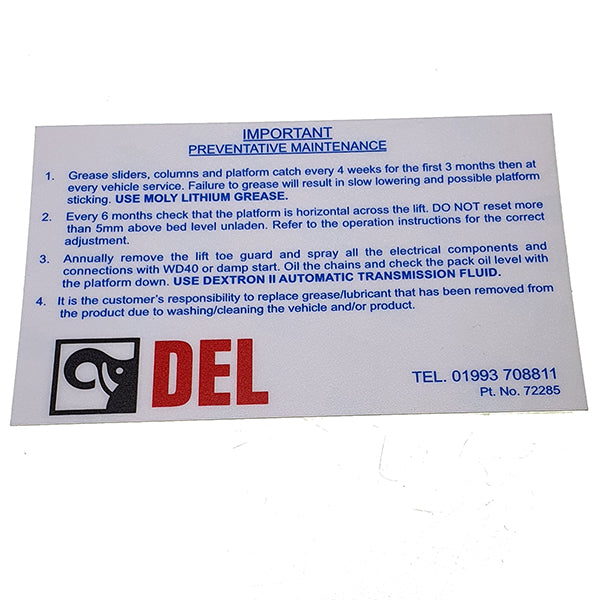 IMPORTANT
PREVENTATIVE MAINTENANCE
1. Grease sliders, columns and platform catch every 4 weeks for the first 3 months then at
every vehicle service. Failure to grease will result in slow lowering and possible platform
sticking. USE MOLY LITHIUM GREASE.
2. Every 6 months check that the platform is horizontal across the lift. DO NOT reset more
than 5mm above bed level unladen. Refer to the operation instructions for the correct
adjustment.
3. Annually remove the lift toe guard and spray all the electrical components and
connections with WD40 or damp start. Oil the chains and check the pack oil level with
the platform down. USE DEXTRON II AUTOMATIC TRANSMISSION FLUID.
4. It is the customer's responsibility to replace grease/lubricant that has been removed from
the product due to washing/cleaning the vehicle and/or product.
DEL
TEL. 01993 708811
Pt. No. 72285